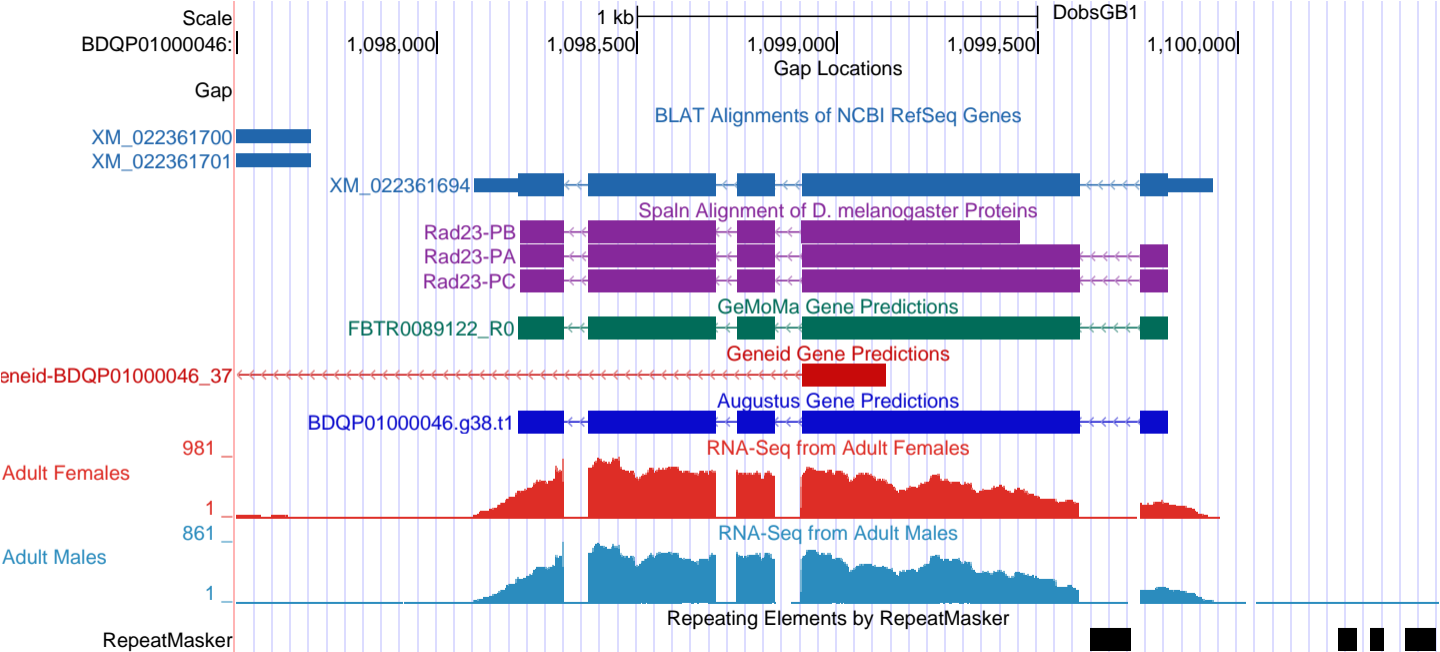 Scale 1 kb DobsGB1
BDQP01000046: 1,098,000 1,098,500 1,099,000 1,099,500 1,100,000
Gap Locations
Gap
BLAT Alignments of NCBI RefSeq Genes
XM_022361700
XM_022361701
XM_022361694
Spaln Alignment of D. melanogaster Proteins
Rad23-PB
Rad23-PA
Rad23-PC
GeMoMa Gene Predictions
FBTR0089122_R0
Geneid Gene Predictions
eneid-BDQP01000046_37
Augustus Gene Predictions
BDQP01000046.g38.t1
RNA-Seq from Adult Females
981
Adult Females
1
RNA-Seq from Adult Males
861
Adult Males
1
Repeating Elements by RepeatMasker
RepeatMasker